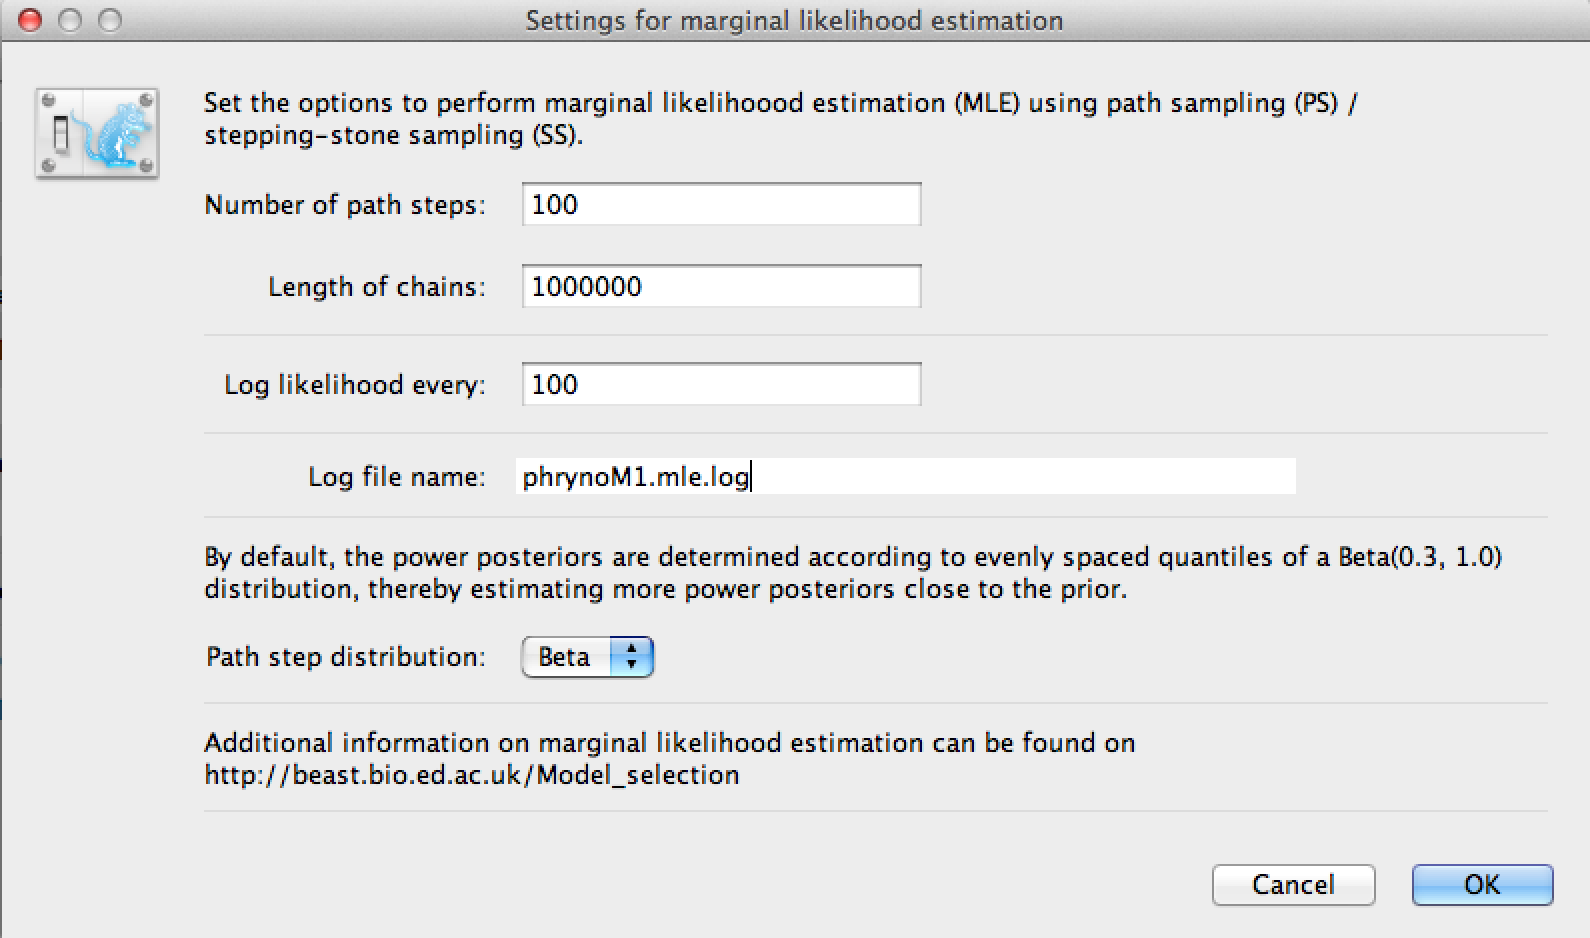 Settings for marginal likelihood estimation
Set the options to perform marginal likelihoood estimation (MLE) using path sampling (PS) /
stepping-stone sampling (SS).
Number of path steps: 100
Length of chains: 1000000
Log likelihood every: 100
Log file name: phrynoM1.mle.log
By default, the power posteriors are determined according to evenly spaced quantiles of a Beta(0.3, 1.0)
distribution, thereby estimating more power posteriors close to the prior.
Path step distribution: Beta
Additional information on marginal likelihood estimation can be found on
http://beast.bio.ed.ac.uk/Model_selection
Cancel OK